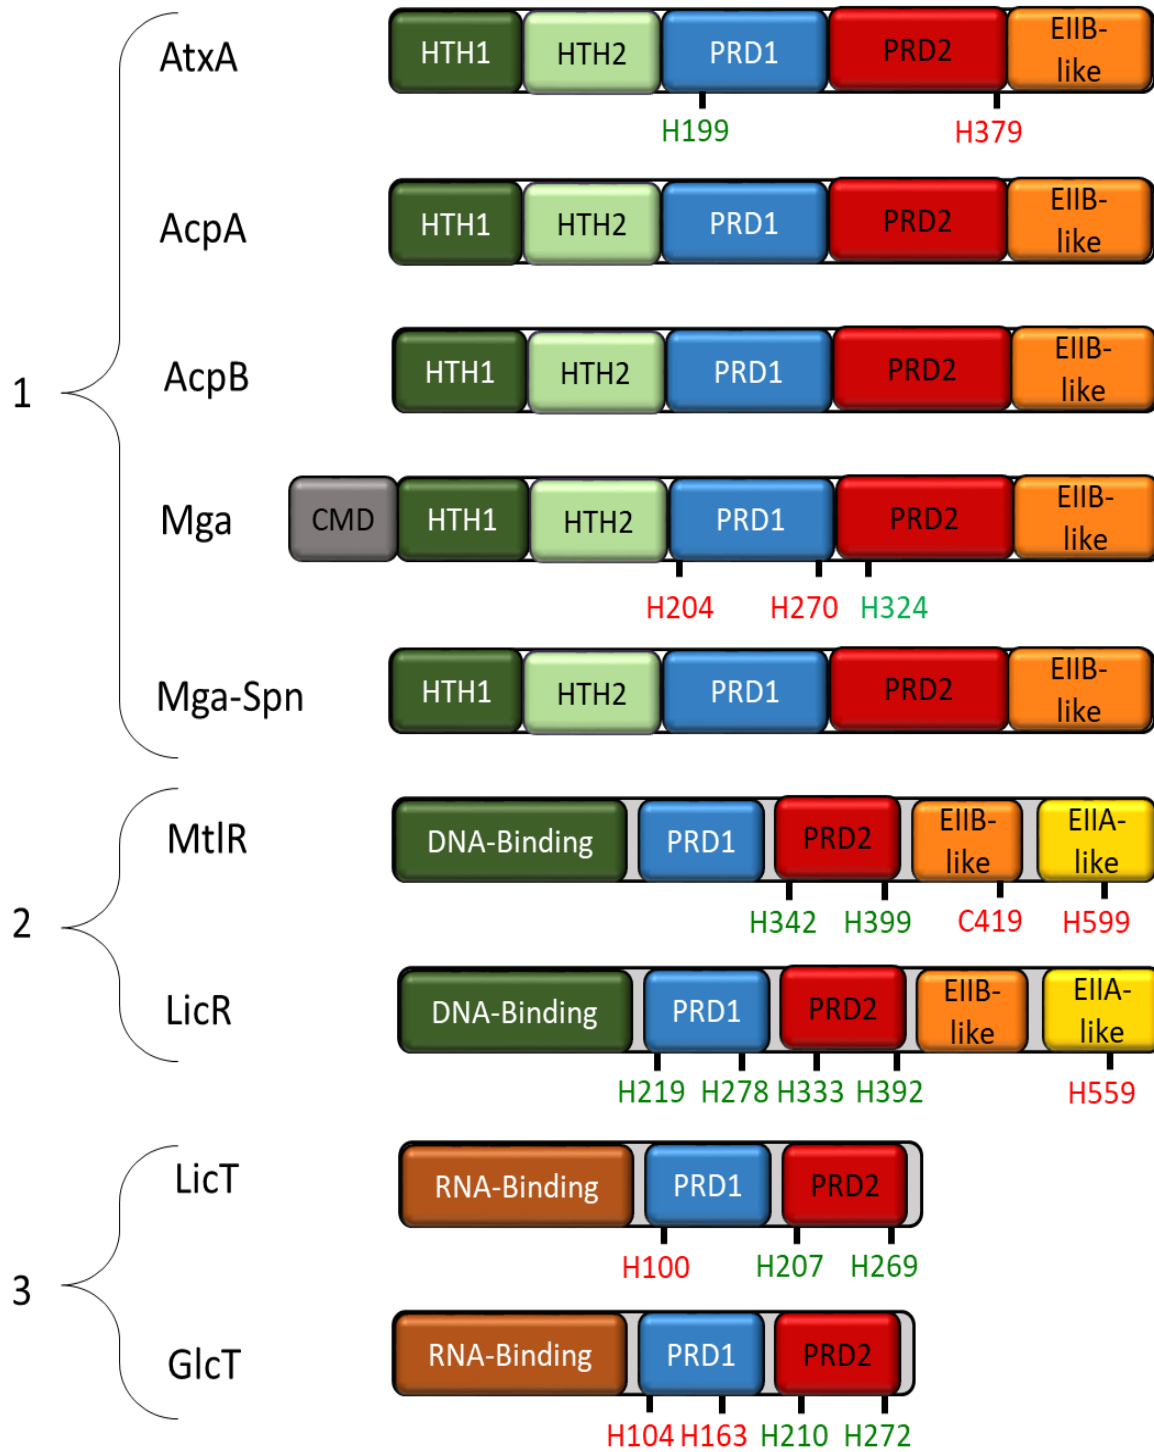 AtxA
HTH1 HTH2 PRD1 PRD2 EIIB-
like
H199 H379
AcpA
HTH1 HTH2 PRD1 PRD2 EIIB-
like
1
AcpB
HTH1 HTH2 PRD1 PRD2 EIIB-
like
Mga
CMD HTH1 HTH2 PRD1 PRD2 EIIB-
like
H204 H270 H324
Mga-Spn
HTH1 HTH2 PRD1 PRD2 EIIB-
like
2
MtlR
DNA-Binding PRD1 PRD2 EIIB-
like
EIIA-
like
H342 H399 C419 H599
LicR
DNA-Binding PRD1 PRD2 EIIB-
like
EIIA-
like
H219 H278 H333 H392 H559
3
LicT
RNA-Binding PRD1 PRD2
H100 H207 H269
GlcT
RNA-Binding PRD1 PRD2
H104 H163 H210 H272